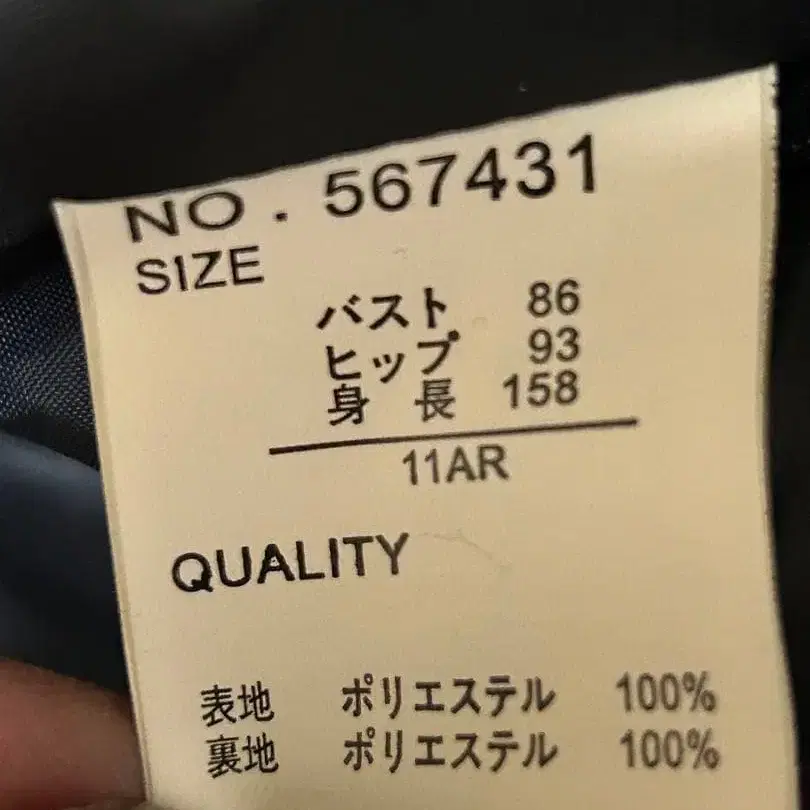 NO. 567431
SIZE
バスト 86
ヒップ 93
身長 158
11AR
QUALITY
表地 ポリエステル 100%
裏地 ポリエステル 100%